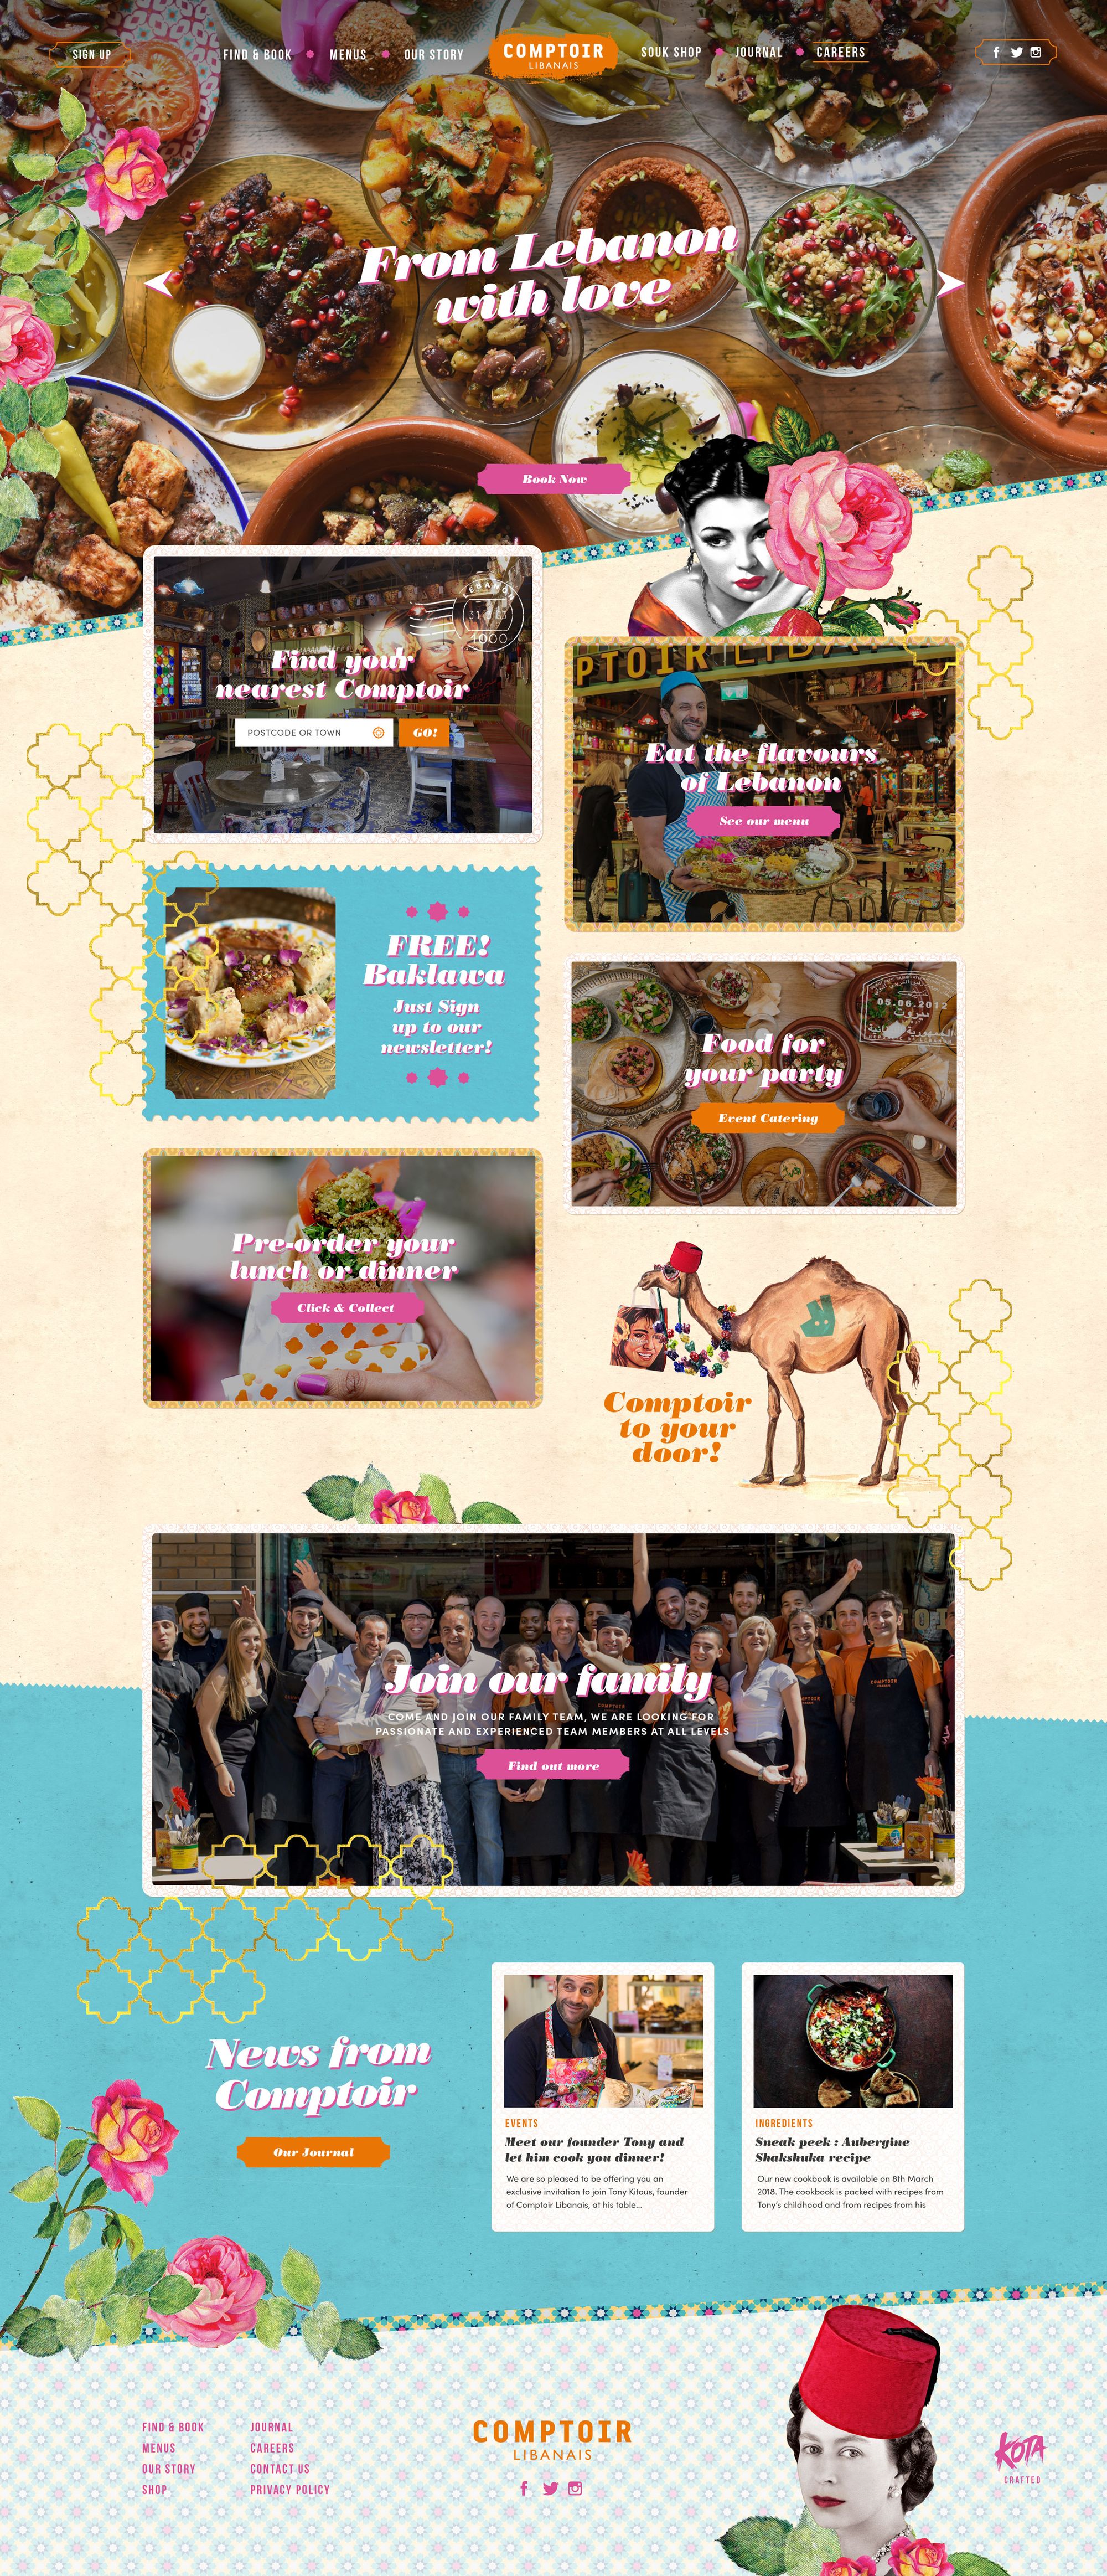 SIGN UP
FIND & BOOK
MENUS
OUR STORY
COMPTOIR
LIBANAIS
SOUK SHOP
JOURNAL
CAREERS
From Lebanon
with love
Book Now
Find your
nearest Comptoir
POSTCODE OR TOWN
GO!
1000
PTOIR
Eat the flavours
of Lebanon
See our menu
FREE!
Baklawa
Just Sign
up to our
newsletter!
05.06.2012
بيروت
Food for
your party
Event Catering
Pre-order your
lunch or dinner
Click & Collect
Comptoir
to your
door!
Join our family
COME AND JOIN OUR FAMILY TEAM, WE ARE LOOKING FOR
PASSIONATE AND EXPERIENCED TEAM MEMBERS AT ALL LEVELS
Find out more
News from
Comptoir
Our Journal
EVENTS
Meet our founder Tony and
let him cook you dinner!
We are so pleased to be offering you an
exclusive invitation to join Tony Kitous, founder
of Comptoir Libanais, at his table...
INGREDIENTS
Sneak peek : Aubergine
Shakshuka recipe
Our new cookbook is available on 8th March
2018. The cookbook is packed with recipes from
Tony's childhood and from recipes from his
FIND & BOOK
MENUS
OUR STORY
SHOP
JOURNAL
CAREERS
CONTACT US
PRIVACY POLICY
COMPTOIR
LIBANAIS
KOTA
CRAFTED